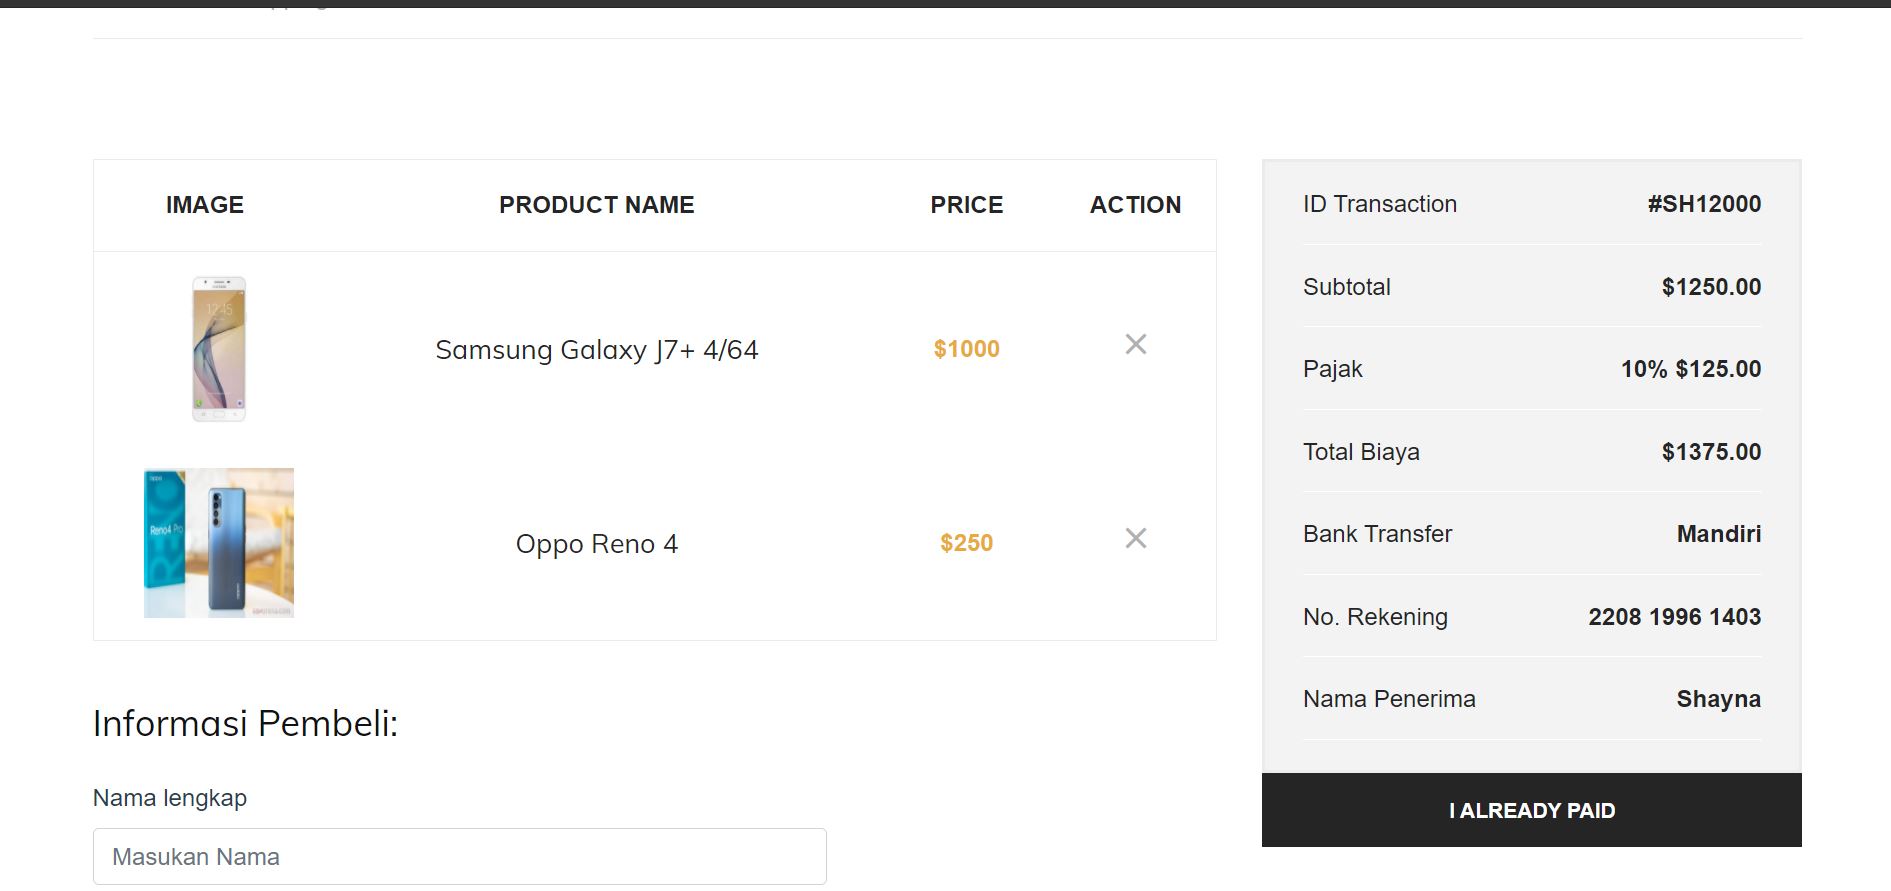 IMAGE PRODUCT NAME PRICE ACTION
Samsung Galaxy J7+ 4/64 $1000
Reno4 Pro
Oppo Reno 4 $250
Informasi Pembeli:
Nama lengkap
Masukan Nama
ID Transaction #SH12000
Subtotal $1250.00
Pajak 10% $125.00
Total Biaya $1375.00
Bank Transfer Mandiri
No. Rekening 2208 1996 1403
Nama Penerima Shayna
I ALREADY PAID